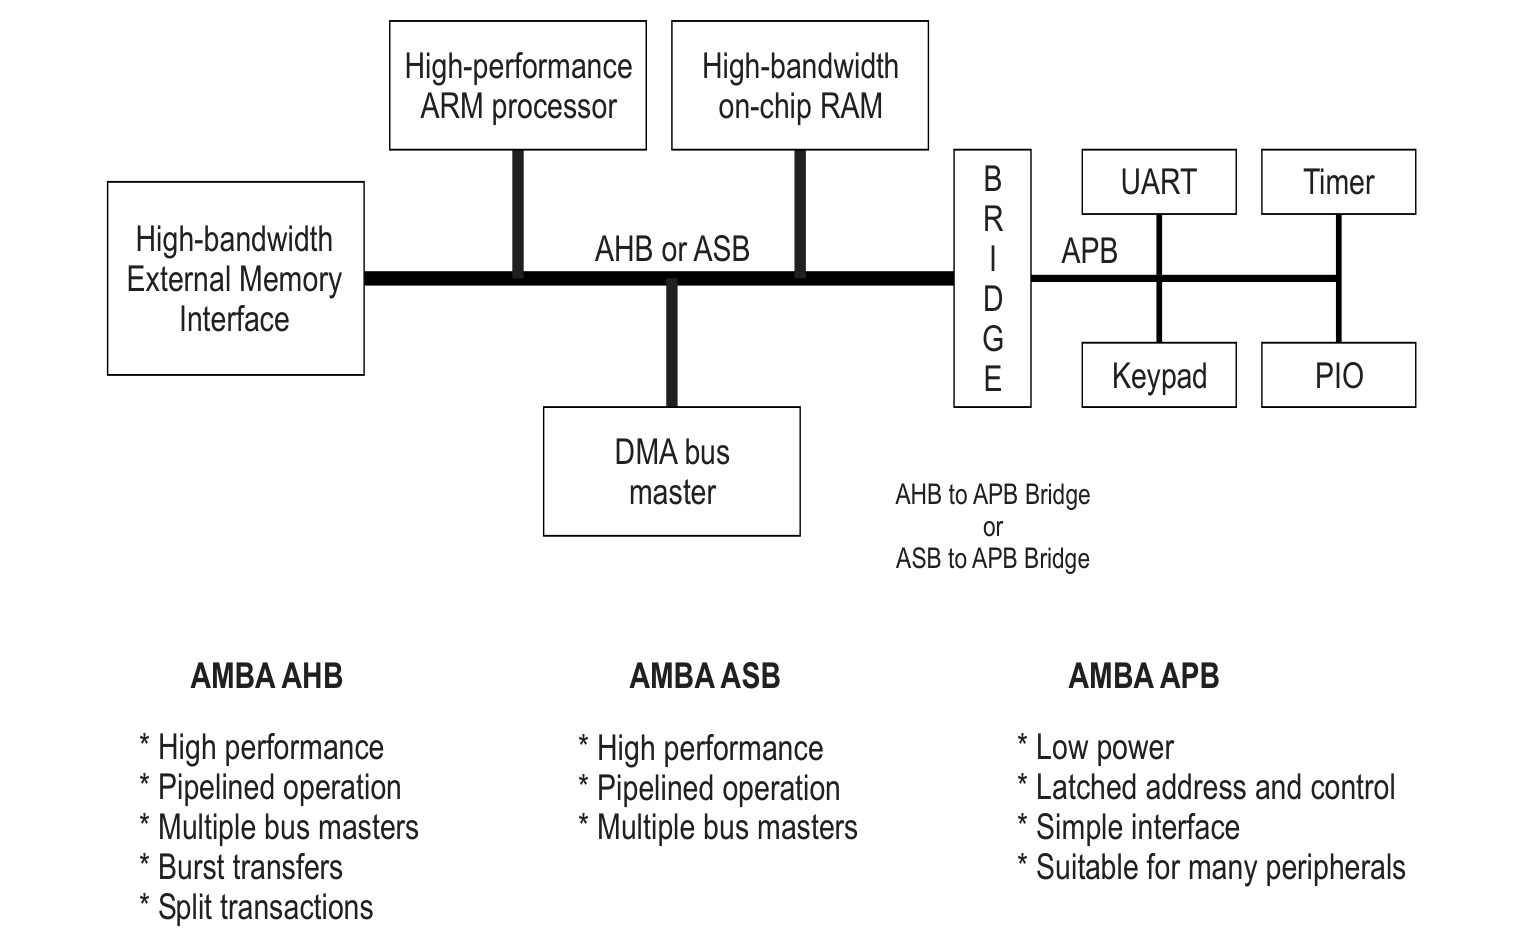 High-performance
ARM processor
High-bandwidth
on-chip RAM
High-bandwidth
External Memory
Interface
AHB or ASB
B
R
I
D
G
E
APB
UART
Timer
Keypad
PIO
DMA bus
master
AHB to APB Bridge
or
ASB to APB Bridge
AMBA AHB
* High performance
* Pipelined operation
* Multiple bus masters
* Burst transfers
* Split transactions
AMBA ASB
* High performance
* Pipelined operation
* Multiple bus masters
AMBA APB
* Low power
* Latched address and control
* Simple interface
* Suitable for many peripherals